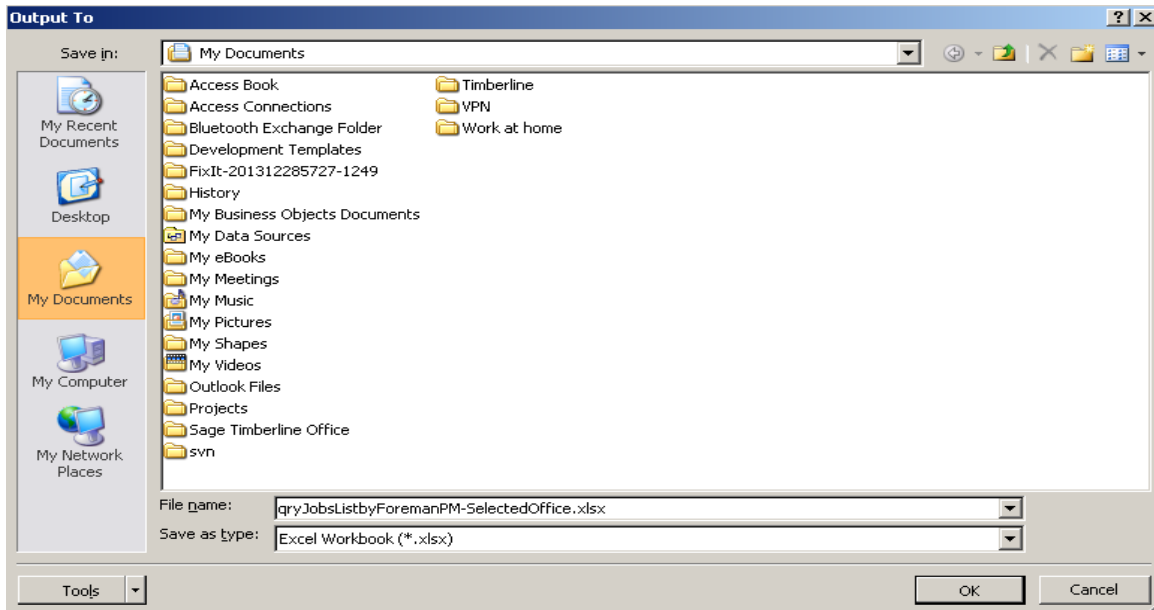 Output To
Save in:
My Documents
My Recent
Documents
Desktop
My Documents
My Computer
My Network
Places
Access Book
Access Connections
Bluetooth Exchange Folder
Development Templates
FixIt-201312285727-1249
History
My Business Objects Documents
My Data Sources
My eBooks
My Meetings
My Music
My Pictures
My Shapes
My Videos
Outlook Files
Projects
Sage Timberline Office
svn
Timberline
VPN
Work at home
File name:
qryJobsListbyForemanPM-SelectedOffice.xlsx
Save as type:
Excel Workbook (*.xlsx)
Tools
OK
Cancel